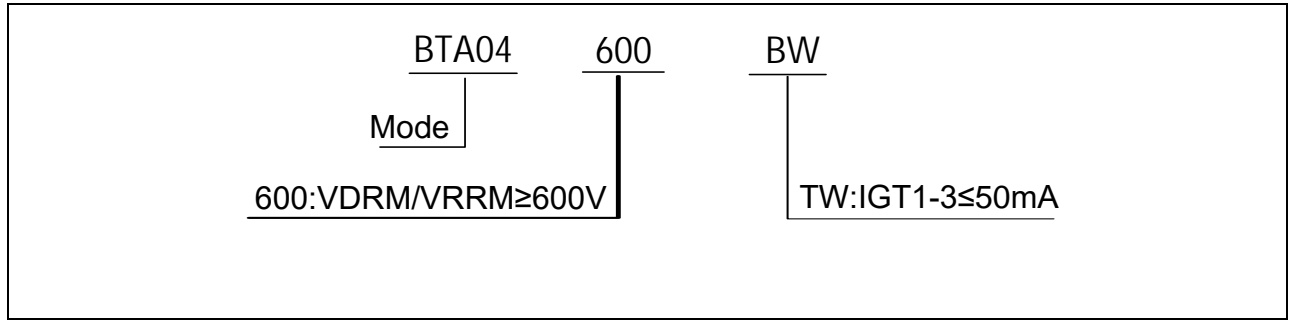 BTA04 600 BW
Mode
600:VDRM/VRRM≥600V TW:IGT1-3≤50mA